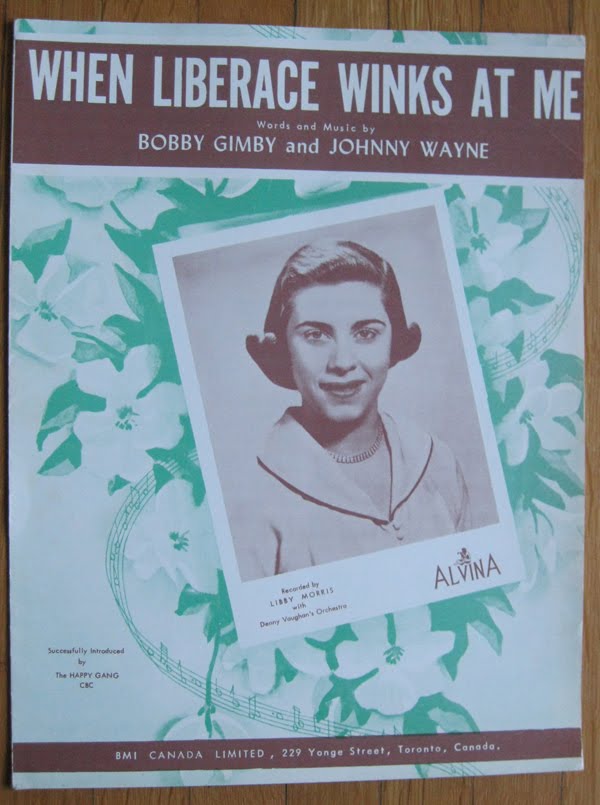 WHEN LIBERACE WINKS AT ME
Words and Music by
BOBBY GIMBY and JOHNNY WAYNE
Recorded by
LIBBY MORRIS
with
Denny Vaughan's Orchestra
ALVINA
Successfully Introduced
by
The HAPPY GANG
CBC
BMI CANADA LIMITED, 229 Yonge Street, Toronto, Canada.